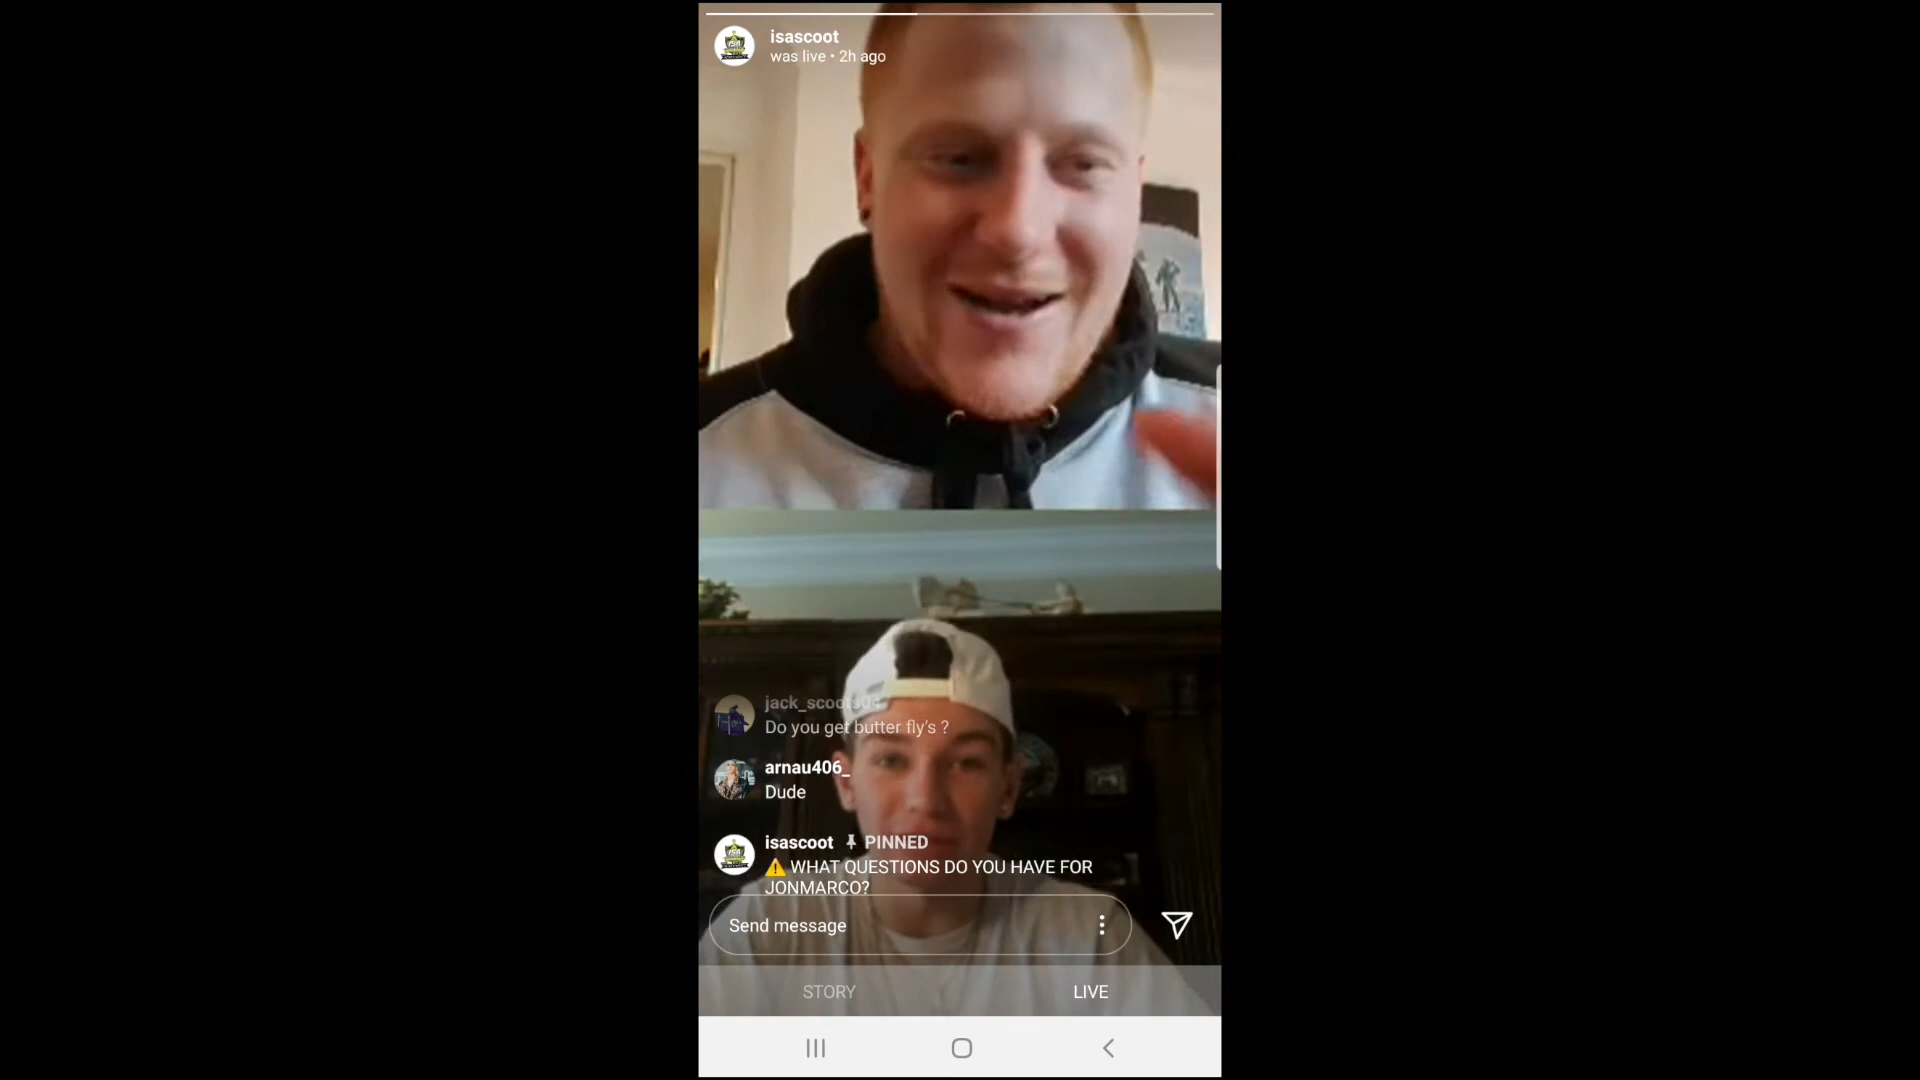 isascoot
was live • 2h ago
Do you get butter fly's ?
arnau406_
Dude
isascoot PINNED
⚠️ WHAT QUESTIONS DO YOU HAVE FOR
JONMARCO?
Send message
STORY LIVE